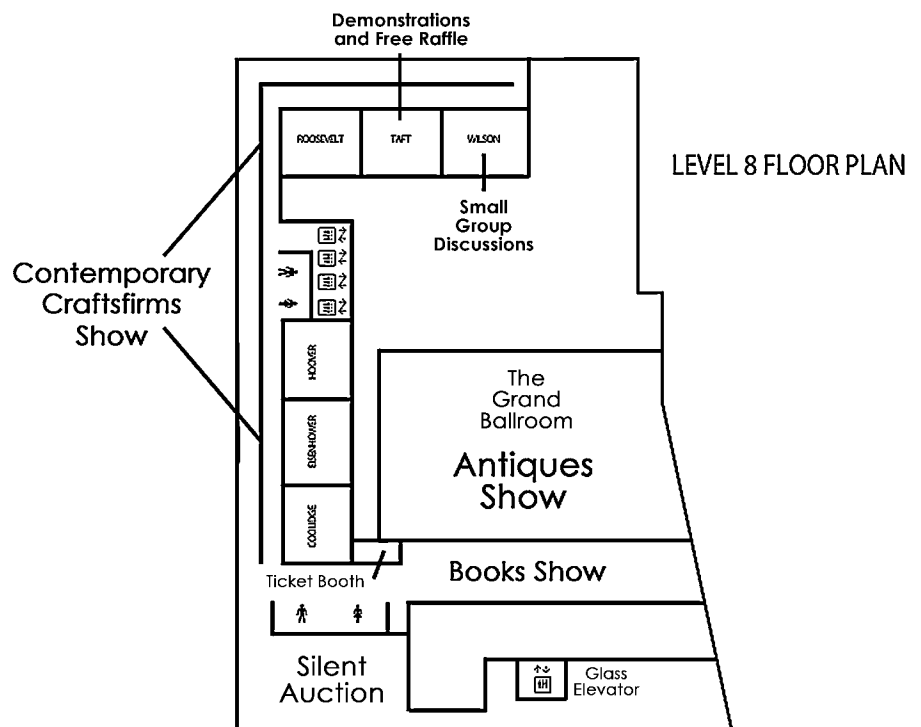 Demonstrations
and Free Raffle
ROOSEVELT
TAFT
WILSON
LEVEL 8 FLOOR PLAN
Small
Group
Discussions
Contemporary
Craftsfirms
Show
HOOVER
The
Grand
Ballroom
EISENHOWER
Antiques
Show
COOLIDGE
Ticket Booth
Books Show
Silent
Auction
Glass
Elevator